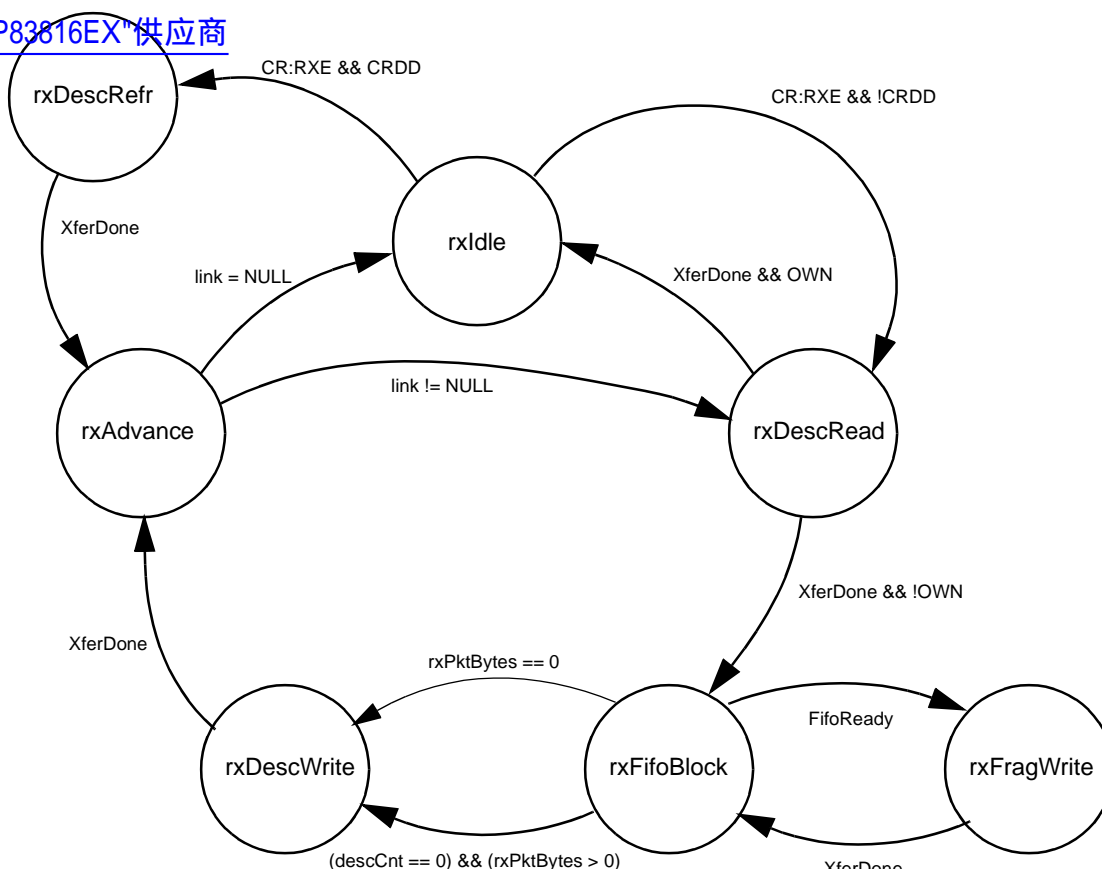 P83816EX"供应商
rxDescRefr
CR:RXE && CRDD
CR:RXE && !CRDD
XferDone
rxIdle
link = NULL
XferDone && OWN
link != NULL
rxAdvance
rxDescRead
XferDone && !OWN
XferDone
rxPktBytes == 0
FifoReady
rxDescWrite
rxFifoBlock
rxFragWrite
(descCnt == 0) && (rxPktBytes > 0)
XferDone